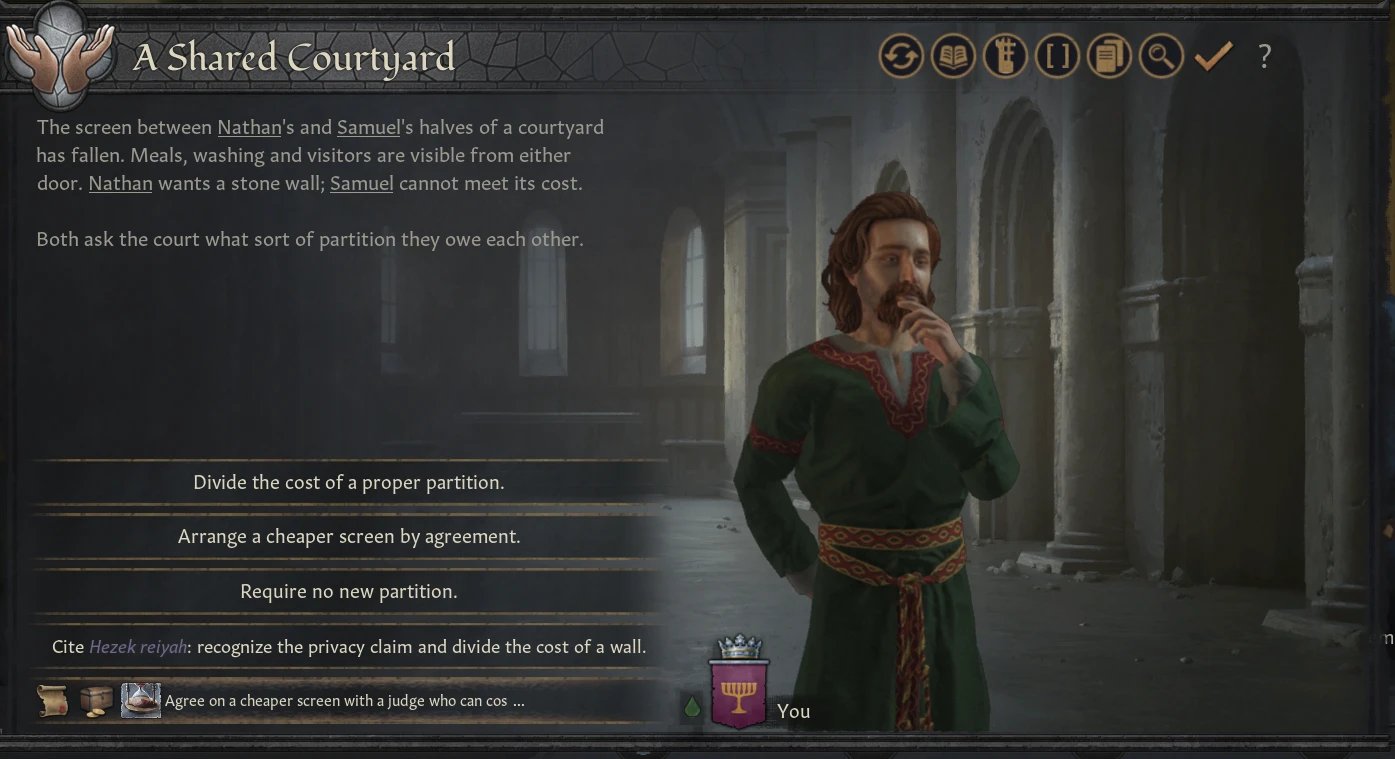 A Shared Courtyard
?
The screen between Nathan's and Samuel's halves of a courtyard
has fallen. Meals, washing and visitors are visible from either
door. Nathan wants a stone wall; Samuel cannot meet its cost.
Both ask the court what sort of partition they owe each other.
Divide the cost of a proper partition.
Arrange a cheaper screen by agreement.
Require no new partition.
Cite Hezek reiyah: recognize the privacy claim and divide the cost of a wall.
Agree on a cheaper screen with a judge who can cos ...
You